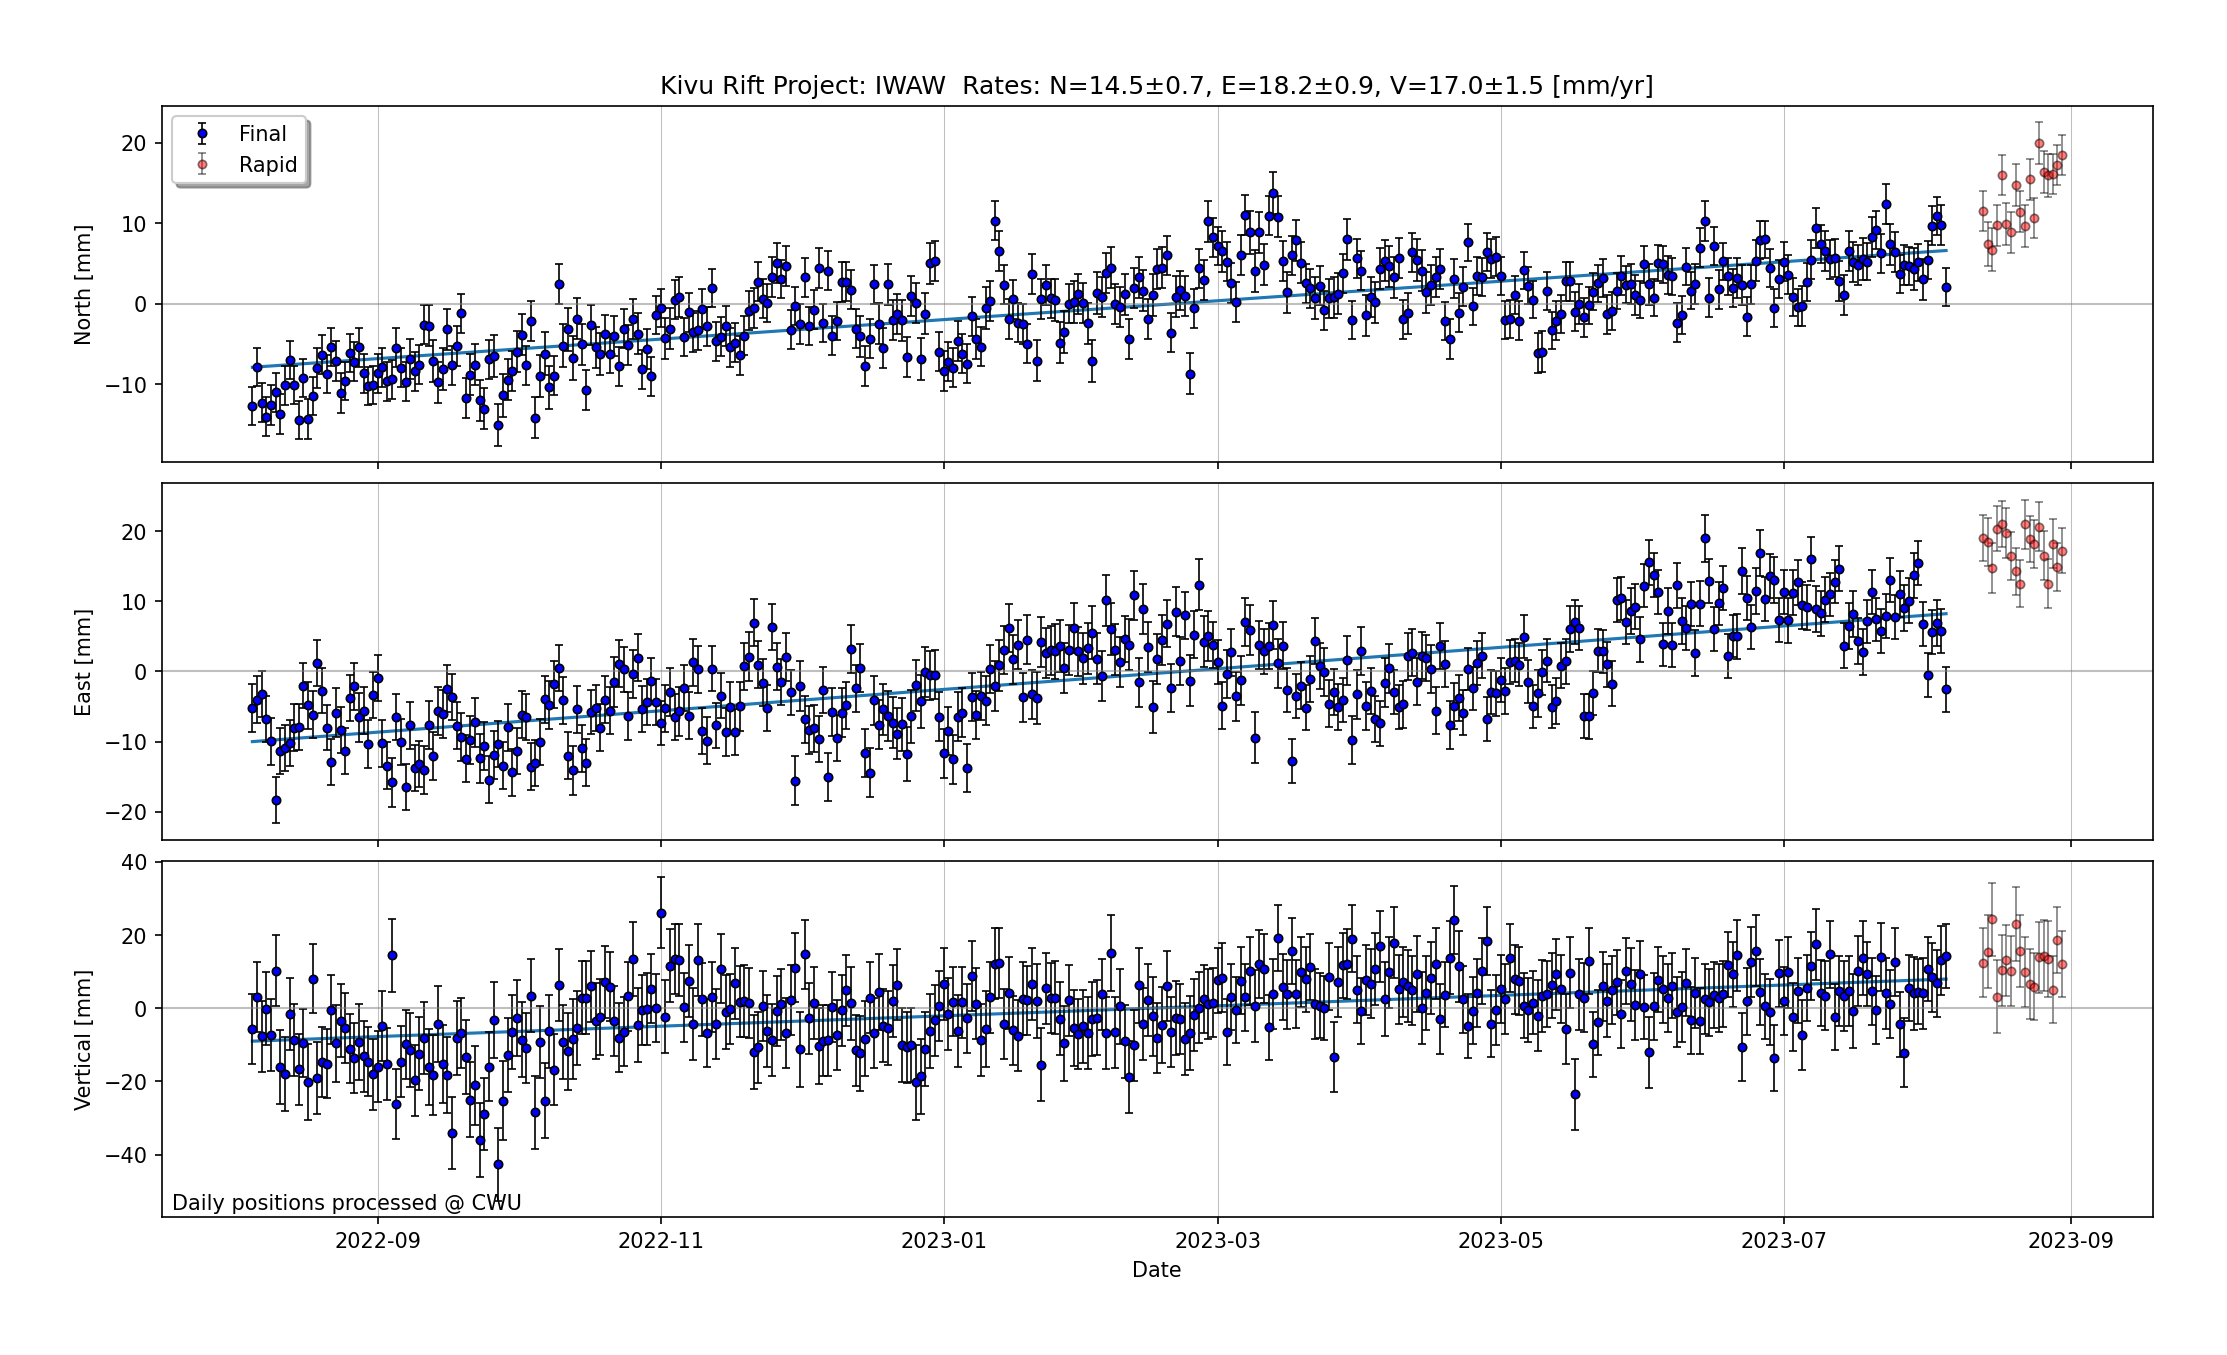 Kivu Rift Project: IWAW  Rates: N=14.5±0.7, E=18.2±0.9, V=17.0±1.5 [mm/yr]
Final
Rapid
North [mm]
20
10
0
−10
East [mm]
20
10
0
−10
−20
Vertical [mm]
40
20
0
−20
−40
Daily positions processed @ CWU
2022-09 2022-11 2023-01 2023-03 2023-05 2023-07 2023-09
Date